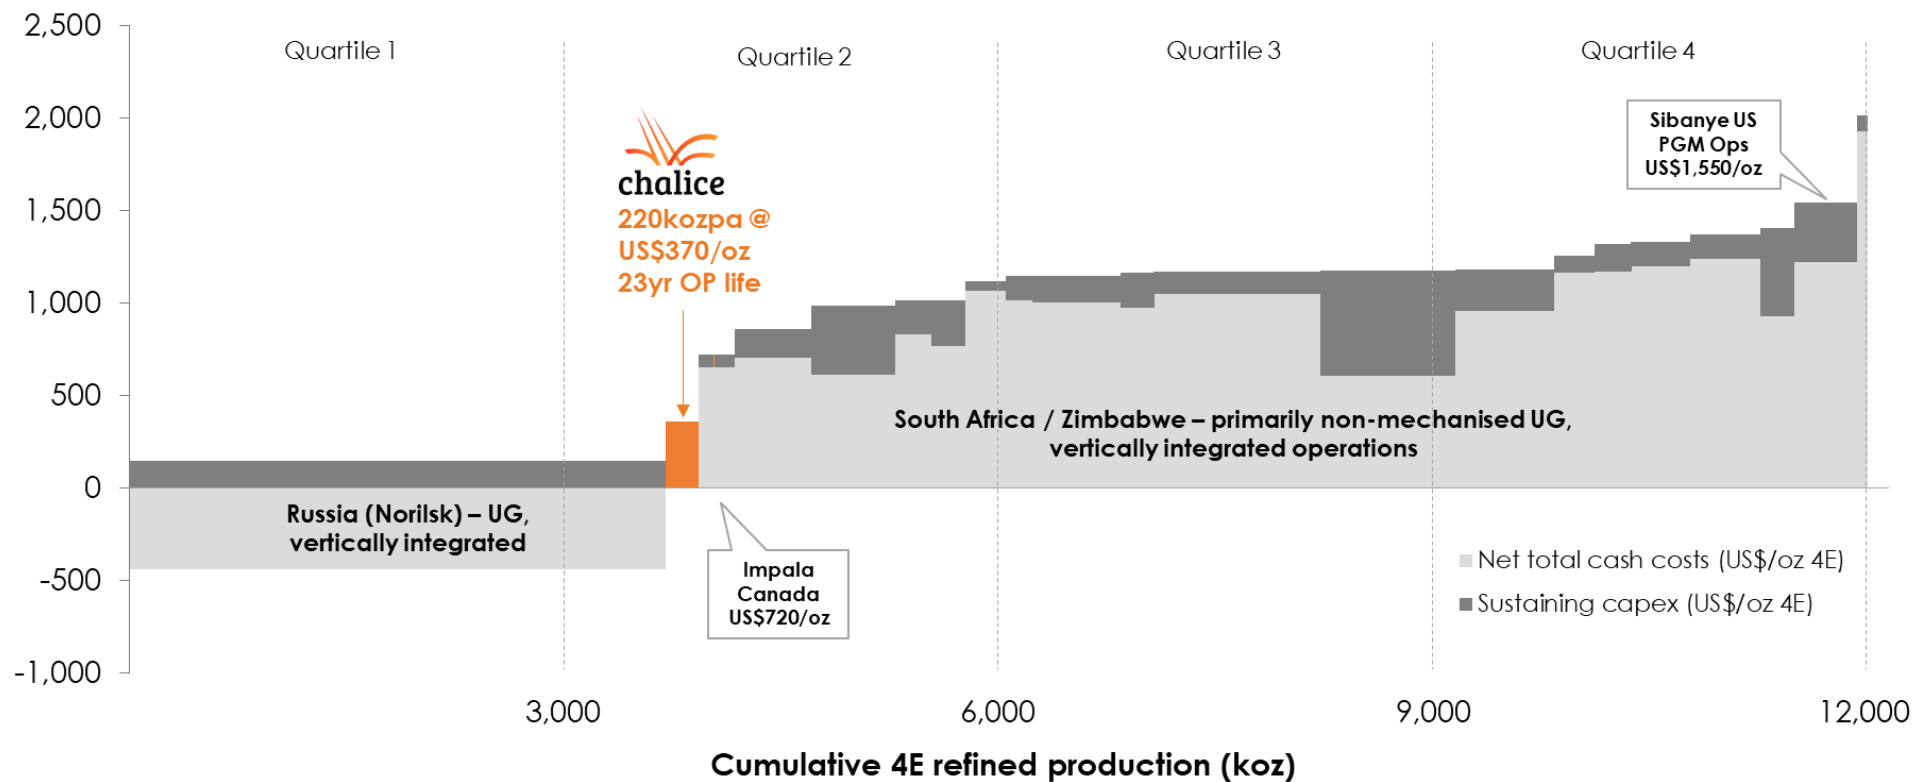 2,500
2,000
1,500
1,000
500
0
-500
-1,000
Quartile 1
Quartile 2
Quartile 3
Quartile 4
chalice
220kozpa @
US$370/oz
23yr OP life
Sibanye US
PGM Ops
US$1,550/oz
South Africa / Zimbabwe – primarily non-mechanised UG,
vertically integrated operations
Russia (Norilsk) – UG,
vertically integrated
Impala
Canada
US$720/oz
Net total cash costs (US$/oz 4E)
Sustaining capex (US$/oz 4E)
3,000
6,000
9,000
12,000
Cumulative 4E refined production (koz)